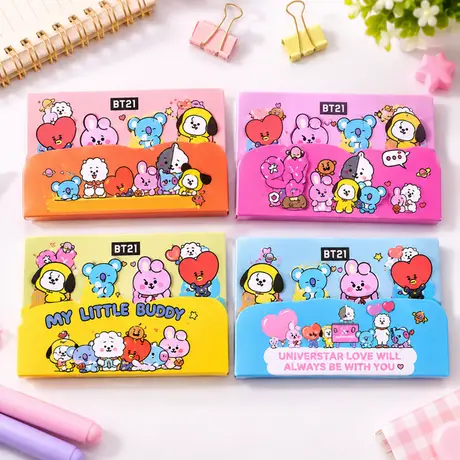 BT21
BT21
BT21
MY LITTLE BUDDY
BT21
UNIVERSTAR LOVE WILL
ALWAYS BE WITH YOU